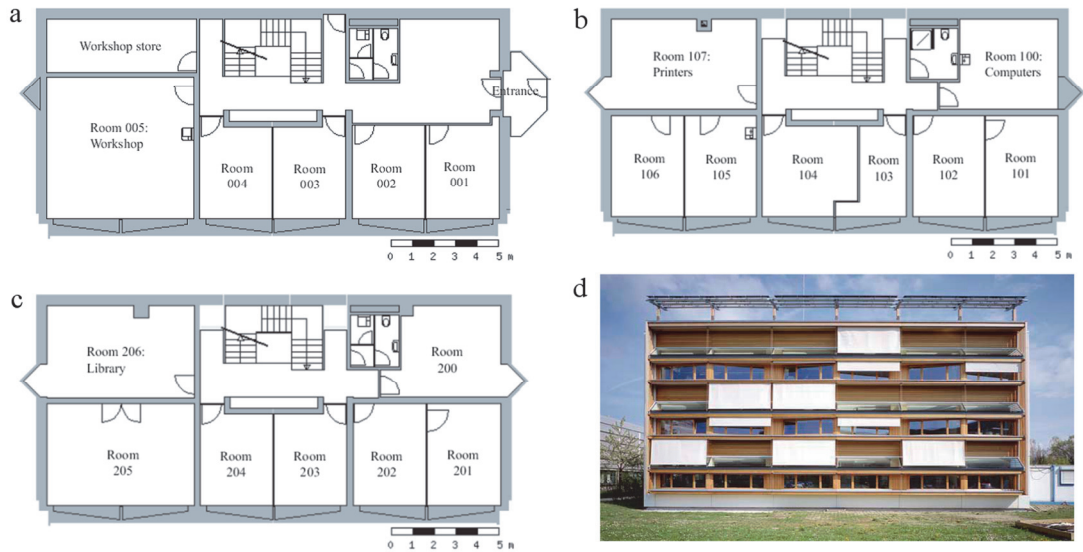 a
Workshop store
Entrance
Room 005:
Workshop
Room
004
Room
003
Room
002
Room
001
0 1 2 3 4 5 m
b
Room 107:
Printers
Room 100:
Computers
Room
106
Room
105
Room
104
Room
103
Room
102
Room
101
0 1 2 3 4 5 m
c
Room 206:
Library
Room
200
Room
205
Room
204
Room
203
Room
202
Room
201
0 1 2 3 4 5 m
d